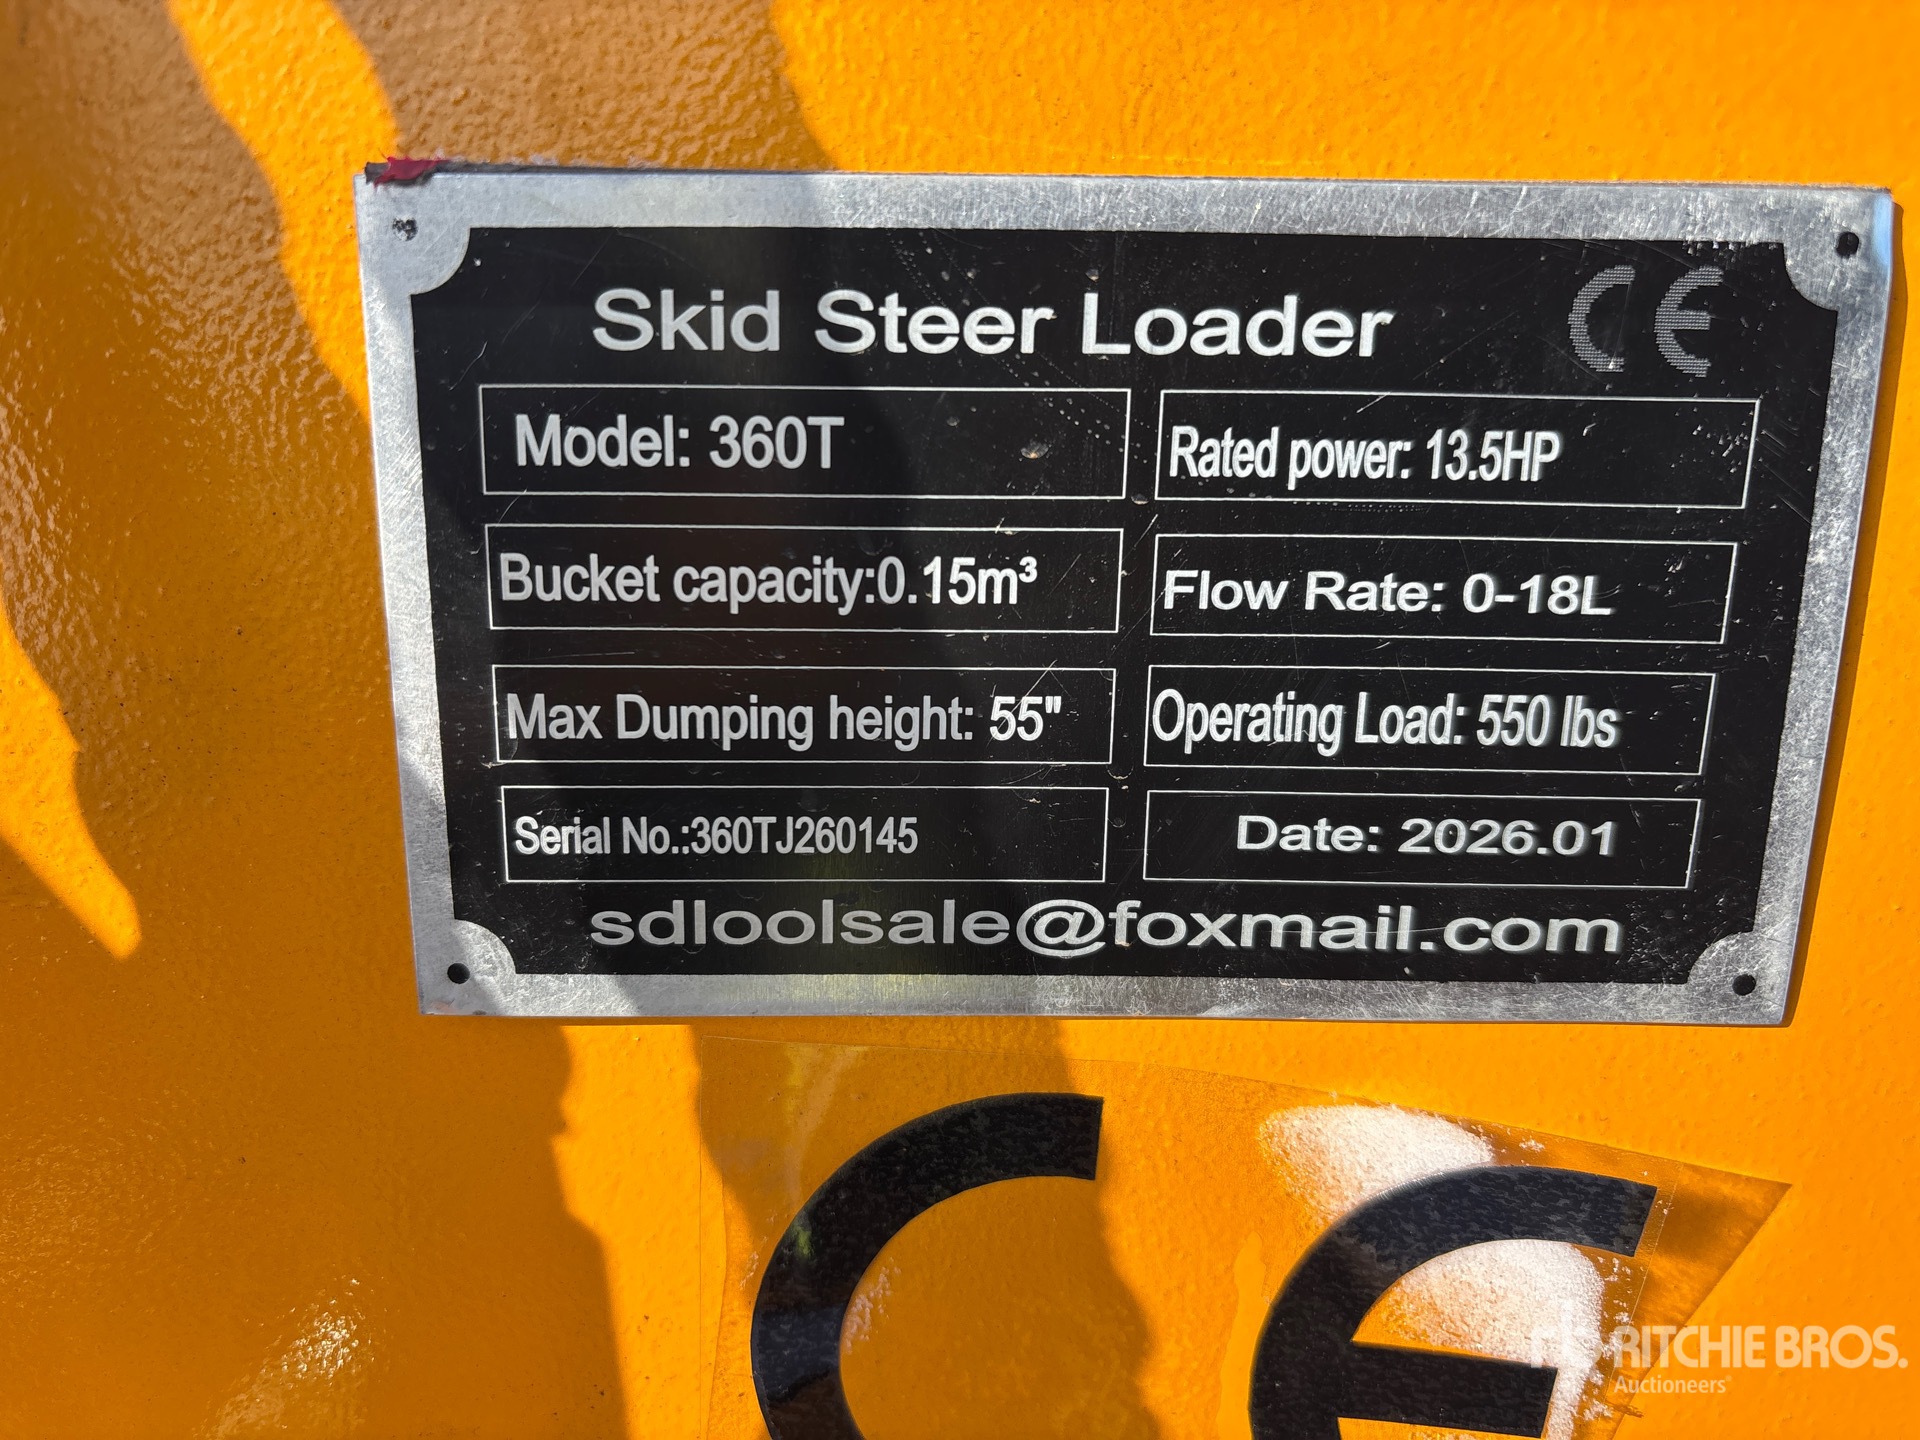 Skid Steer Loader CE
Model: 360T
Rated power: 13.5HP
Bucket capacity:0.15m³
Flow Rate: 0-18L
Max Dumping height: 55"
Operating Load: 550 lbs
Serial No.:360TJ260145
Date: 2026.01
sdloolsale@foxmail.com
CE
RITCHIE BROS.
Auctioneers